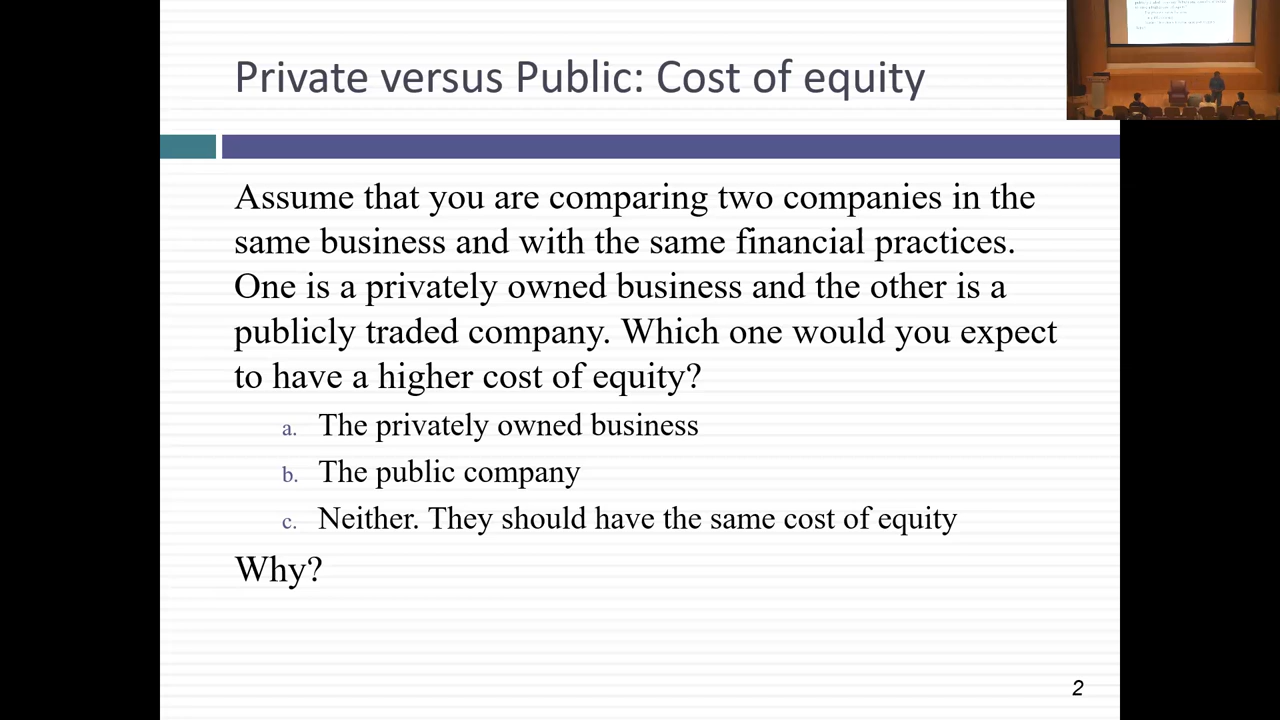 Private versus Public: Cost of equity
Assume that you are comparing two companies in the
same business and with the same financial practices.
One is a privately owned business and the other is a
publicly traded company. Which one would you expect
to have a higher cost of equity?
a. The privately owned business
b. The public company
c. Neither. They should have the same cost of equity
Why?
2